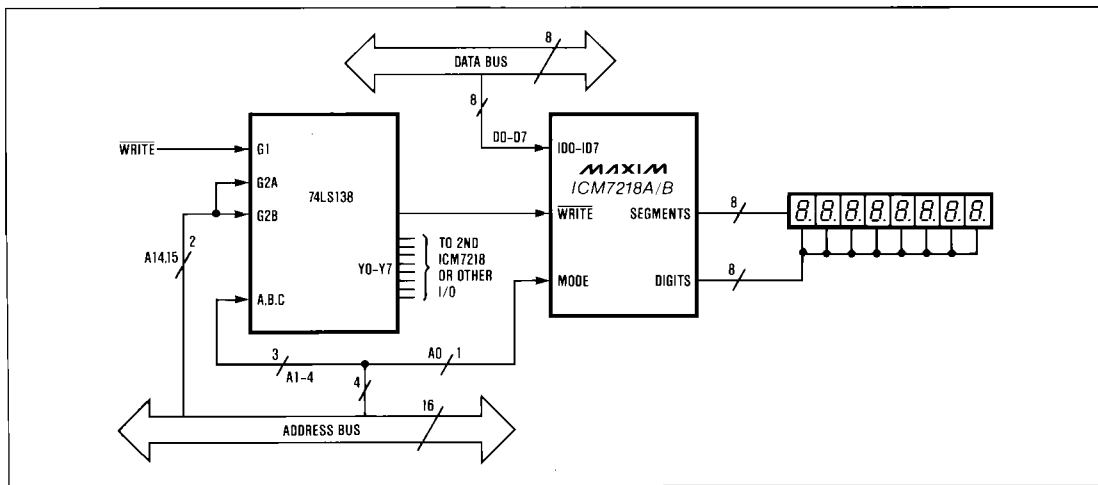 8
DATA BUS
8
D0-D7
W̅R̅I̅T̅E̅
G1
G2A
G2B
A,B,C
74LS138
Y0-Y7
TO 2ND
ICM7218
OR OTHER
I/O
ID0-ID7
MAXIM
ICM7218A/B
W̅R̅I̅T̅E̅
SEGMENTS
MODE
DIGITS
8
8
8.8.8.8.8.8.8.8.
2
A14,15
3
A1-4
4
A0
1
16
ADDRESS BUS